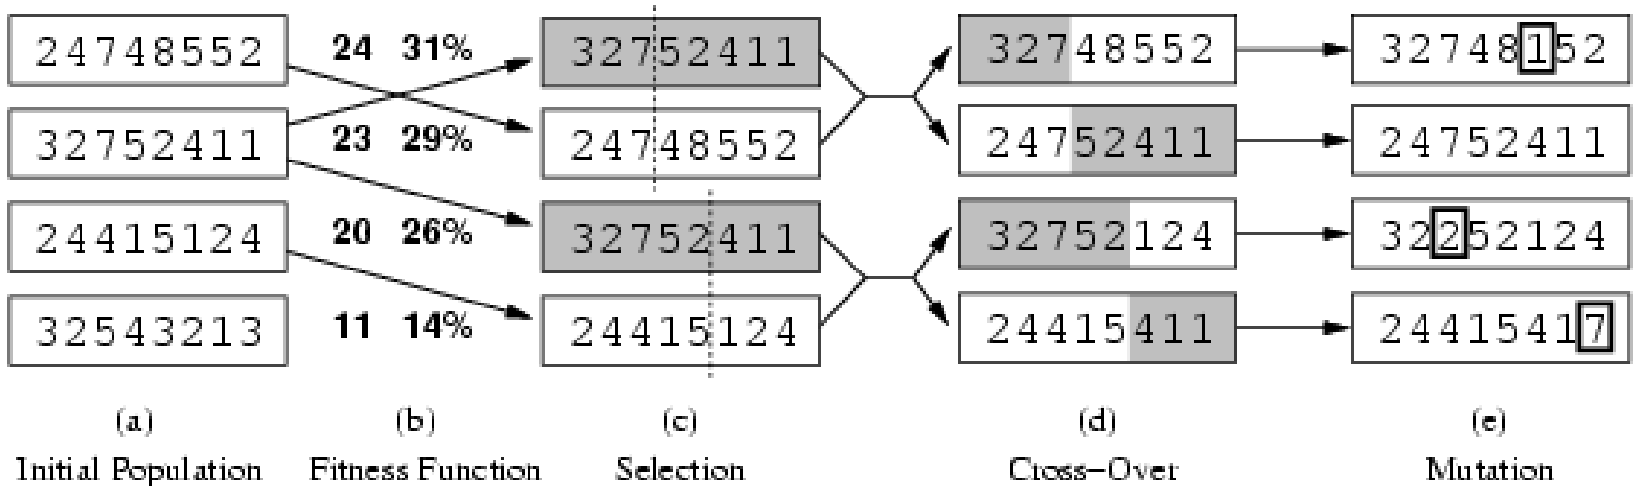 24748552 24 31% 32752411 32748552 32748152
32752411 23 29% 24748552 24752411 24752411
24415124 20 26% 32752411 32752124 32252124
32543213 11 14% 24415124 24415411 24415417
(a) (b) (c) (d) (e)
Initial Population Fitness Function Selection Cross-Over Mutation